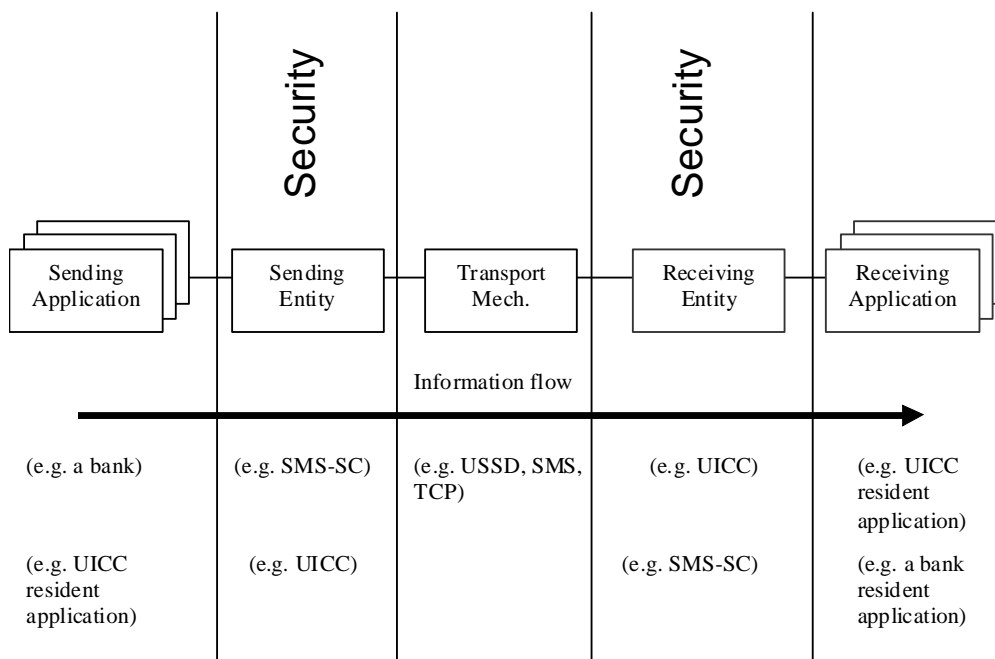 Security
Security
Sending
Application
Sending
Entity
Transport
Mech.
Receiving
Entity
Receiving
Application
Information flow
(e.g. a bank)
(e.g. SMS-SC)
(e.g. USSD, SMS,
TCP)
(e.g. UICC)
(e.g. UICC
resident
application)
(e.g. UICC
resident
application)
(e.g. UICC)
(e.g. SMS-SC)
(e.g. a bank
resident
application)